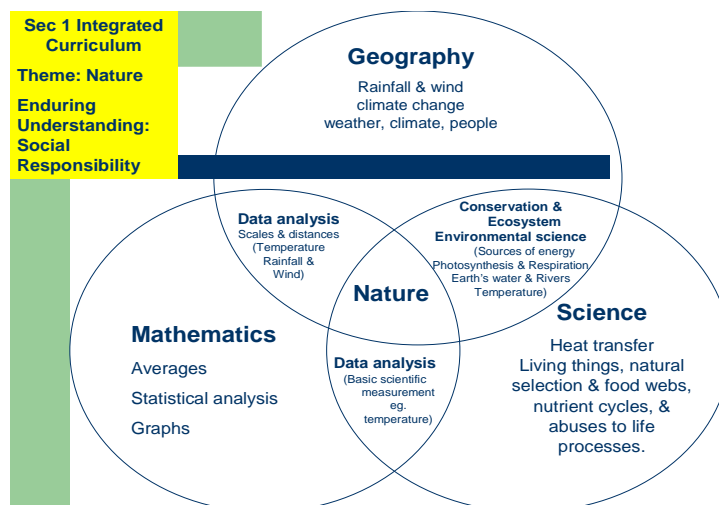 Sec 1 Integrated
Curriculum
Theme: Nature
Enduring
Understanding:
Social
Responsibility
Geography
Rainfall & wind
climate change
weather, climate, people
Data analysis
Scales & distances
(Temperature
Rainfall &
Wind)
Conservation &
Ecosystem
Environmental science
(Sources of energy
Photosynthesis & Respiration
Earth's water & Rivers
Temperature)
Nature
Mathematics
Averages
Statistical analysis
Graphs
Data analysis
(Basic scientific
measurement
eg.
temperature)
Science
Heat transfer
Living things, natural
selection & food webs,
nutrient cycles, &
abuses to life
processes.